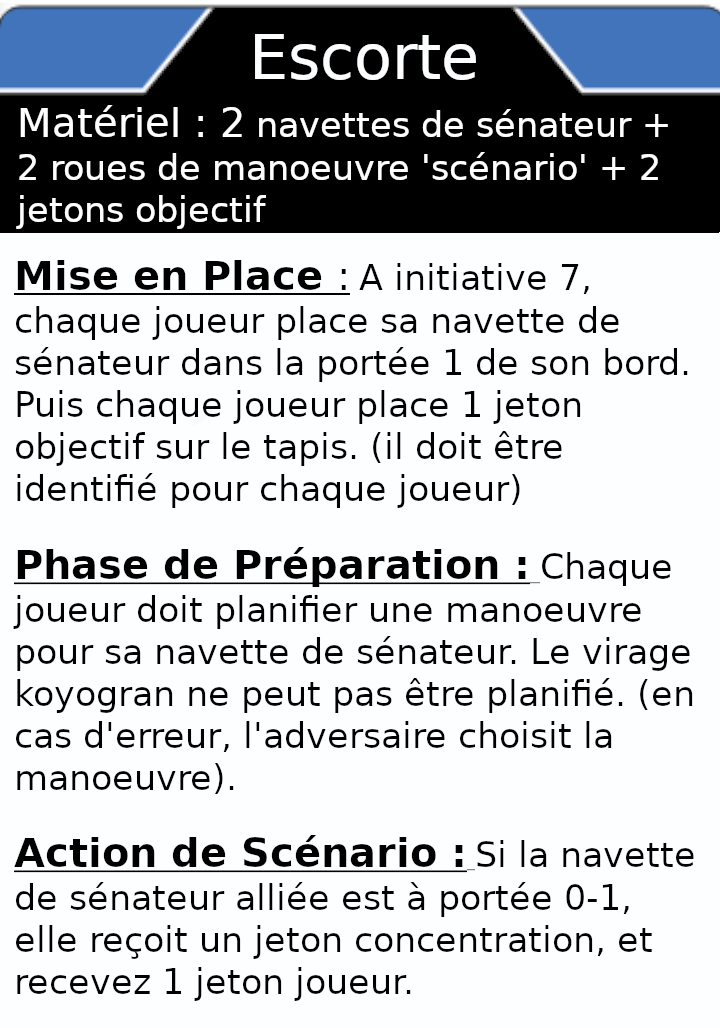 Escorte
Matériel : 2 navettes de sénateur +
2 roues de manoeuvre 'scénario' + 2
jetons objectif
Mise en Place : A initiative 7,
chaque joueur place sa navette de
sénateur dans la portée 1 de son bord.
Puis chaque joueur place 1 jeton
objectif sur le tapis. (il doit être
identifié pour chaque joueur)
Phase de Préparation : Chaque
joueur doit planifier une manoeuvre
pour sa navette de sénateur. Le virage
koyogran ne peut pas être planifié. (en
cas d'erreur, l'adversaire choisit la
manoeuvre).
Action de Scénario : Si la navette
de sénateur alliée est à portée 0-1,
elle reçoit un jeton concentration, et
recevez 1 jeton joueur.